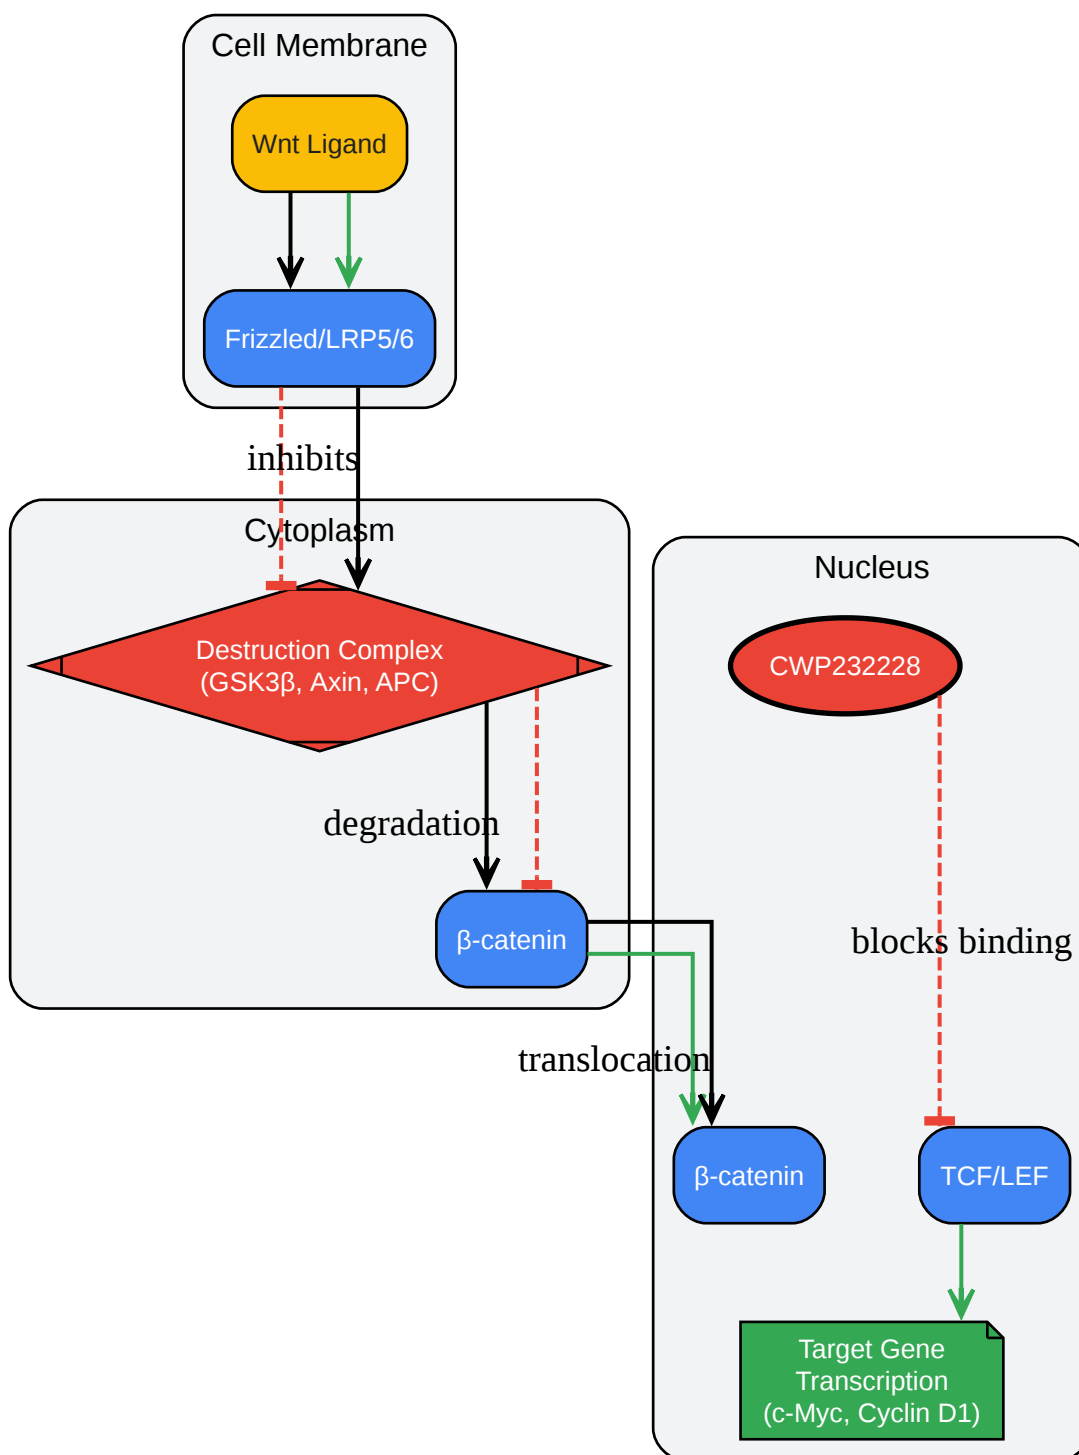 Cell Membrane
Wnt Ligand
Frizzled/LRP5/6
inhibits
Cytoplasm
Nucleus
Destruction Complex
(GSK3β, Axin, APC)
CWP232228
degradation
β-catenin
blocks binding
translocation
β-catenin
TCF/LEF
Target Gene
Transcription
(c-Myc, Cyclin D1)